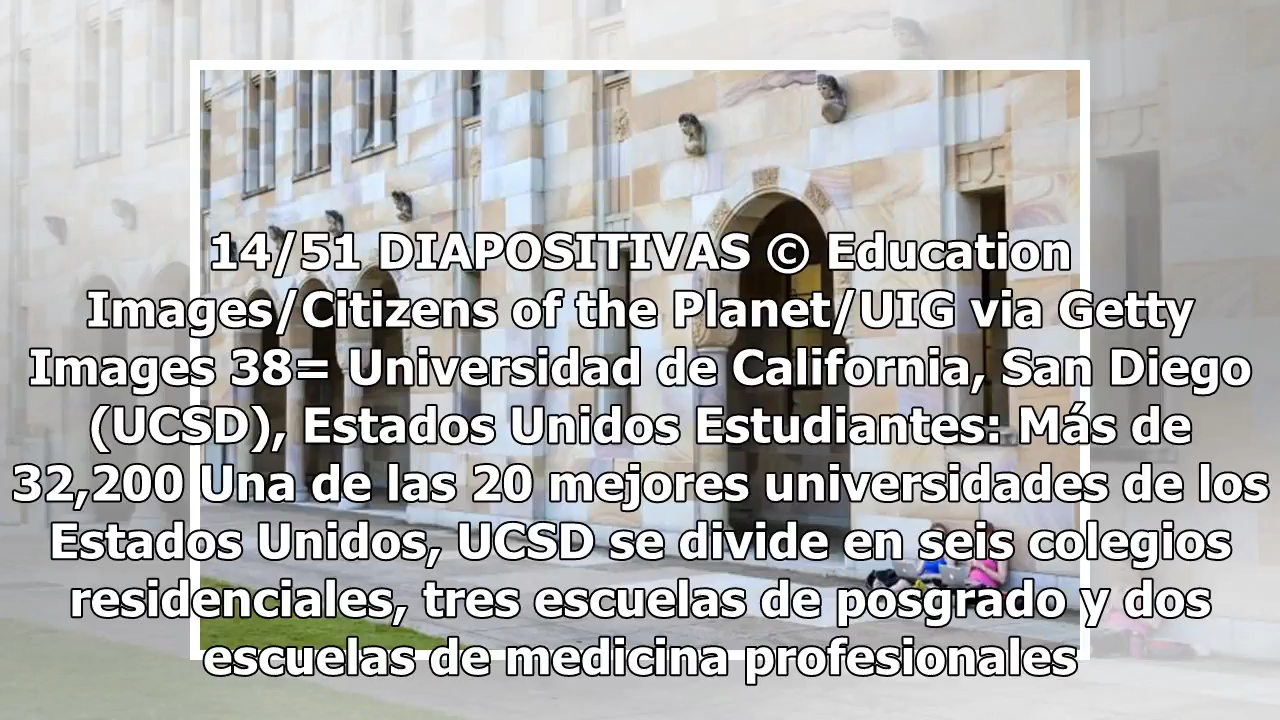 14/51 DIAPOSITIVAS © Education
Images/Citizens of the Planet/UIG via Getty
Images 38= Universidad de California, San Diego
(UCSD), Estados Unidos Estudiantes: Más de
32,200 Una de las 20 mejores universidades de los
Estados Unidos, UCSD se divide en seis colegios
residenciales, tres escuelas de posgrado y dos
escuelas de medicina profesionales